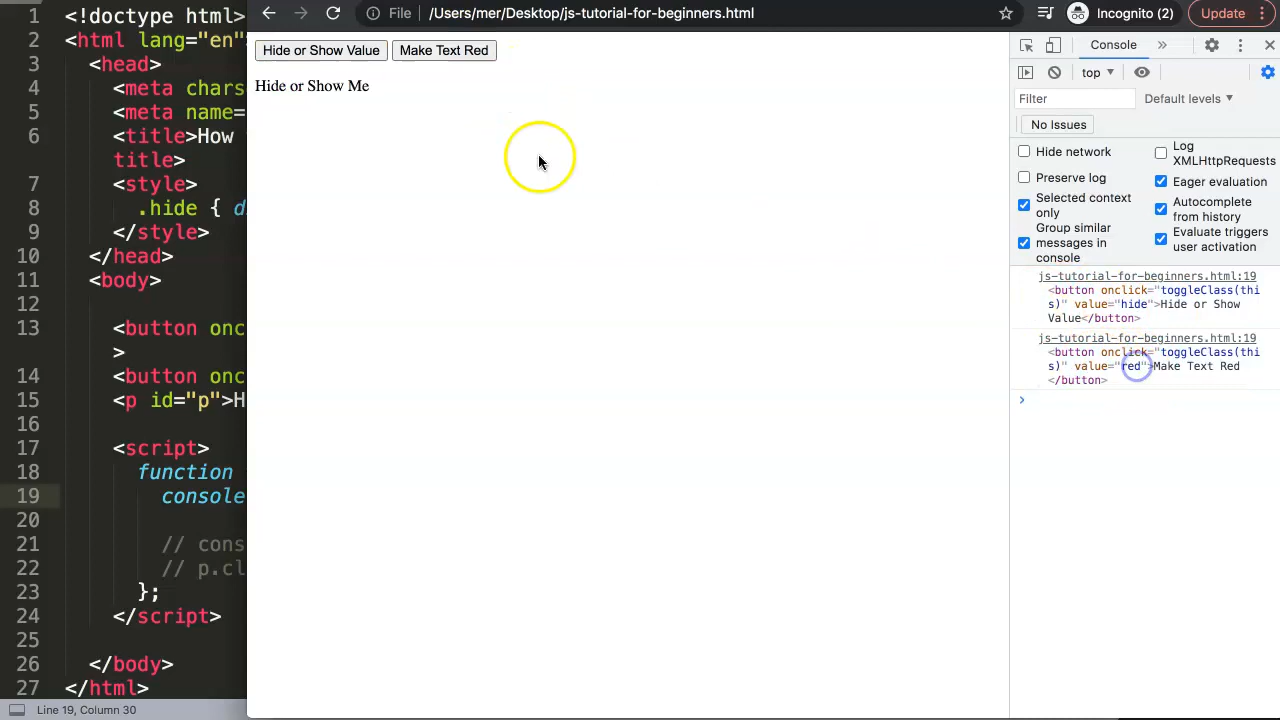 1 <!doctype html>
2 <html lang="en"
3 <head>
4 <meta chars
5 <meta name=
6 <title>How
title>
7 <style>
8 .hide { d
9 </style>
10 </head>
11 <body>
12
13 <button onc
>
14 <button onc
15 <p id="p">H
16
17 <script>
18 function
19 console
20
21 // cons
22 // p.cl
23 };
24 </script>
25
26 </body>
27 </html>
Line 19, Column 30
File /Users/mer/Desktop/js-tutorial-for-beginners.html Incognito (2) Update
Hide or Show Value Make Text Red
Hide or Show Me
Console
top
Filter Default levels
No Issues
Hide network
Preserve log
Selected context
only
Group similar
messages in
console
Log
XMLHttpRequests
Eager evaluation
Autocomplete
from history
Evaluate triggers
user activation
js-tutorial-for-beginners.html:19
<button onclick="toggleClass(thi
s)" value="hide">Hide or Show
Value</button>
js-tutorial-for-beginners.html:19
<button onclick="toggleClass(thi
s)" value="red">Make Text Red
</button>